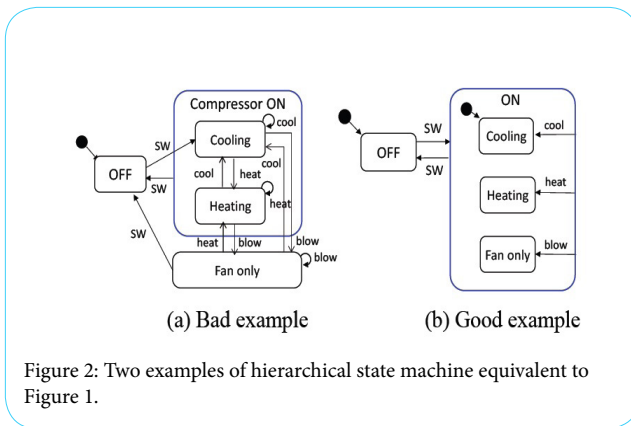 Compressor ON
cool
Cooling
SW
cool
OFF
cool
heat
SW
Heating
heat
SW
heat
blow
blow
Fan only
blow
(a) Bad example
ON
SW
Cooling
cool
OFF
SW
Heating
heat
Fan only
blow
(b) Good example
Figure 2: Two examples of hierarchical state machine equivalent to
Figure 1.